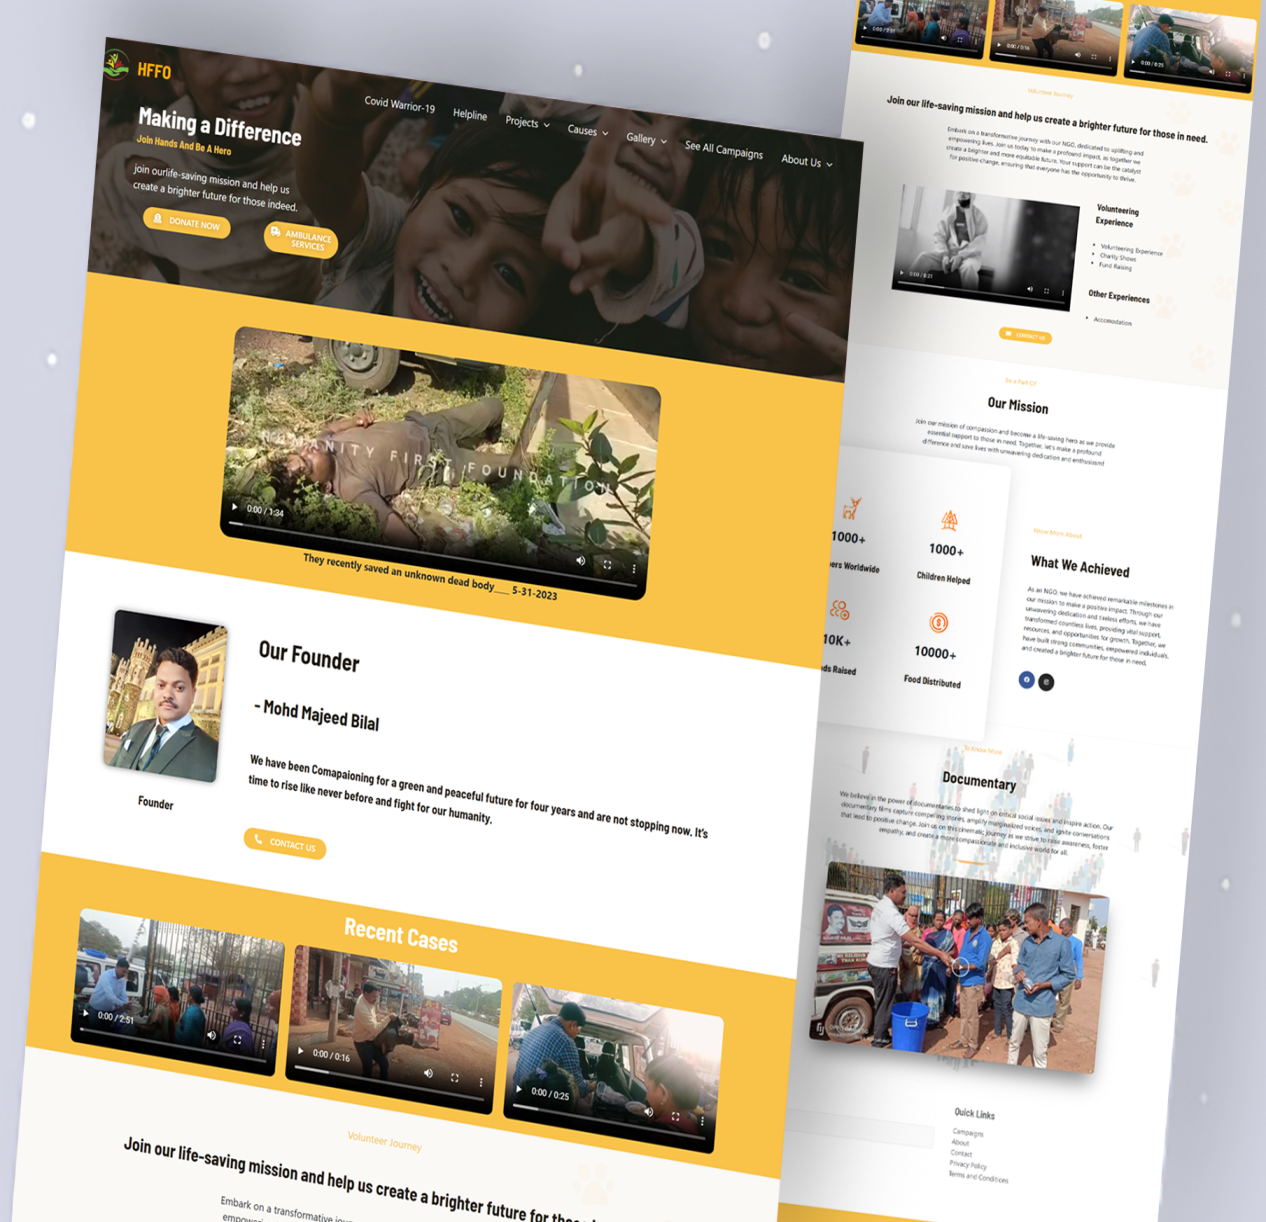 HFFO
Covid Warrior-19
Helpline
Projects
Causes
Gallery
See All Campaigns
About Us
Making a Difference
Join Hands And Be A Hero
join ourlife-saving mission and help us
create a brighter future for those indeed.
DONATE NOW
AMBULANCE
SERVICES
HUMANITY FIRST FOUNDATION
0:00 / 1:34
They recently saved an unknown dead body___ 5-31-2023
Our Founder
- Mohd Majeed Bilal
We have been Comapaioning for a green and peaceful future for four years and are not stopping now. It's
time to rise like never before and fight for our humanity.
Founder
CONTACT US
Recent Cases
0:00 / 2:51
0:00 / 0:16
0:00 / 0:25
Volunteer Journey
Join our life-saving mission and help us create a brighter future for those
Embark on a transformative
0:00 / 2:51
0:00 / 0:16
0:00 / 0:25
Volunteer Journey
Join our life-saving mission and help us create a brighter future for those in need.
Embark on a transformative journey with our NGO, dedicated to uplifting and
empowering lives. Join us today to make a profound impact, as together we
create a brighter and more equitable future. Your support can be the catalyst
for positive change, ensuring that everyone has the opportunity to thrive.
0:00 / 0:21
Volunteering
Experience
Volunteering Experience
Charity Shows
Fund Raising
Other Experiences
Accomodation
CONTACT US
Be a Part Of
Our Mission
Join our mission of compassion and become a life-saving hero as we provide
essential support to those in need. Together, let's make a profound
difference and save lives with unwavering dedication and enthusiasm!
1000+
ers Worldwide
1000+
Children Helped
10K+
ds Raised
10000+
Food Distributed
Know More About
What We Achieved
As an NGO, we have achieved remarkable milestones in
our mission to make a positive impact. Through our
unwavering dedication and tireless efforts, we have
transformed countless lives, providing vital support,
resources, and opportunities for growth. Together, we
have built strong communities, empowered individuals,
and created a brighter future for those in need.
To Know More
Documentary
We believe in the power of documentaries to shed light on critical social issues and inspire action. Our
documentary films capture compelling stories, amplify marginalized voices, and ignite conversations
that lead to positive change. Join us on this cinematic journey as we strive to raise awareness, foster
empathy, and create a more compassionate and inclusive world for all.
Quick Links
Campaigns
About
Contact
Privacy Policy
Terms and Conditions